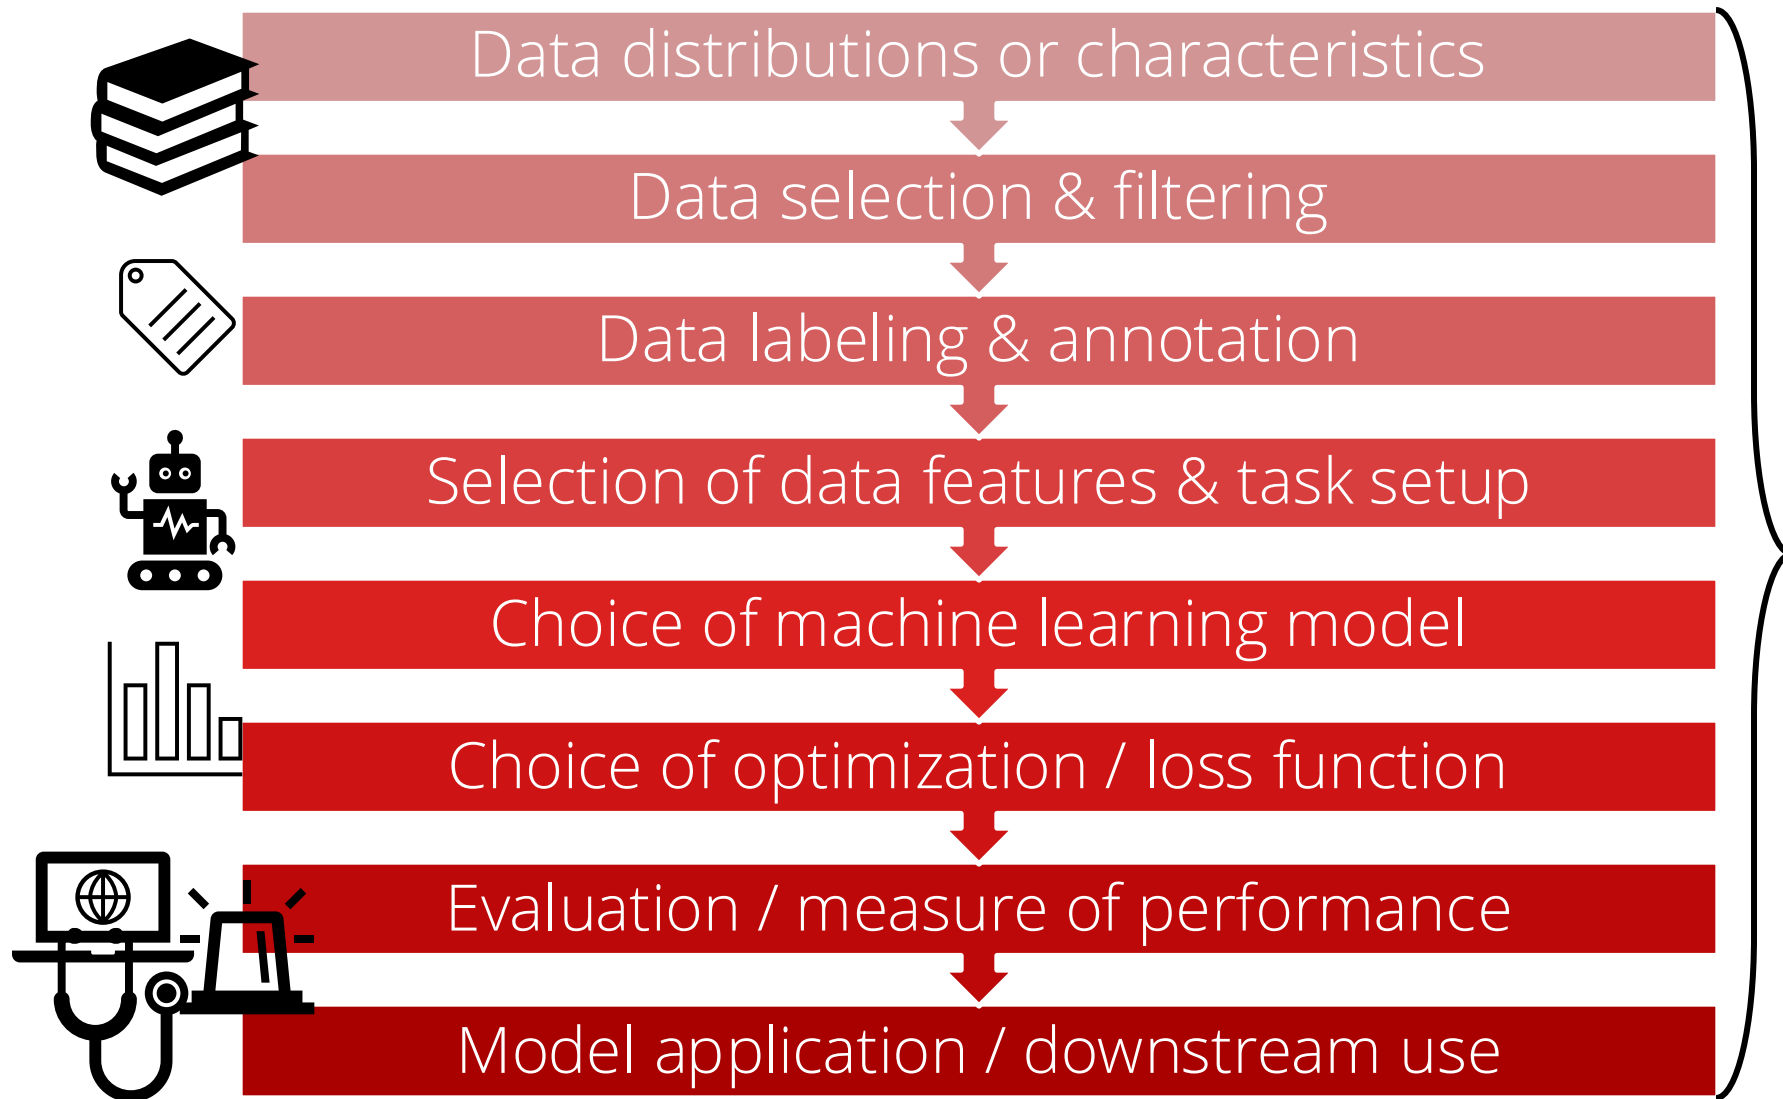 Data distributions or characteristics
Data selection & filtering
Data labeling & annotation
Selection of data features & task setup
Choice of machine learning model
Choice of optimization / loss function
Evaluation / measure of performance
Model application / downstream use